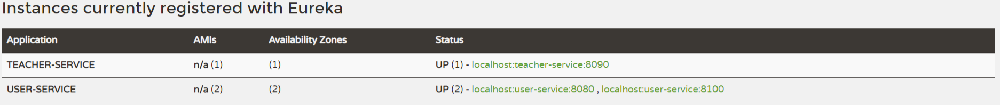 Instances currently registered with Eureka
Application AMIs Availability Zones Status
TEACHER-SERVICE n/a (1) (1) UP (1) - localhost:teacher-service:8090
USER-SERVICE n/a (2) (2) UP (2) - localhost:user-service:8080 , localhost:user-service:8100